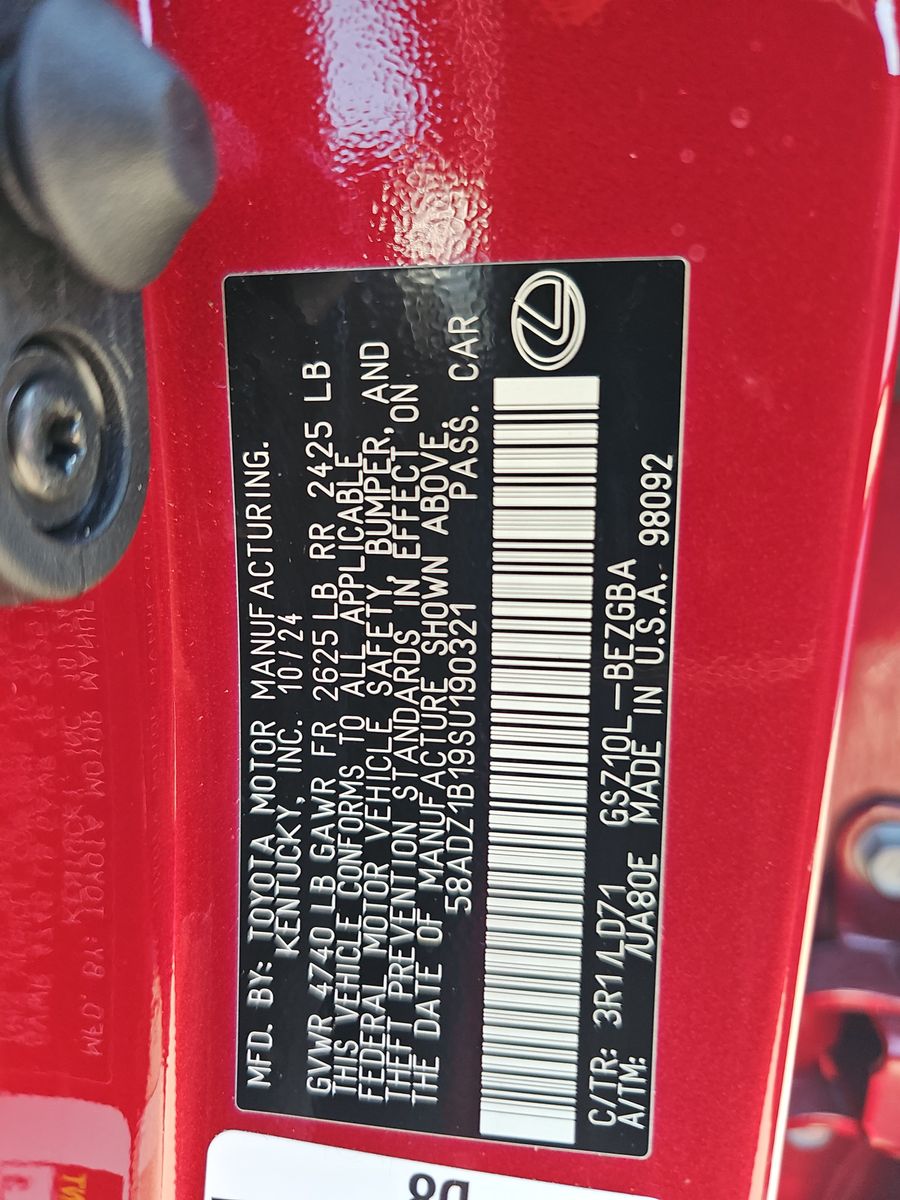 MFD. BY: TOYOTA MOTOR MANUFACTURING.
KENTUCKY, INC. 10/24
GVWR 4740 LB GAWR FR 2625 LB RR 2425 LB
THIS VEHICLE CONFORMS TO ALL APPLICABLE
FEDERAL MOTOR VEHICLE SAFETY BUMPER, AND
THEFT PREVENTION STANDARDS IN EFFECT ON
THE DATE OF MANUFACTURE SHOWN ABOVE.
58ADZ1B19SU190321 PASS. CAR
C/TR: 3R1/LD71 GSZ10L-BEZGBA
A/TM: /UA80E MADE IN U.S.A. 98092